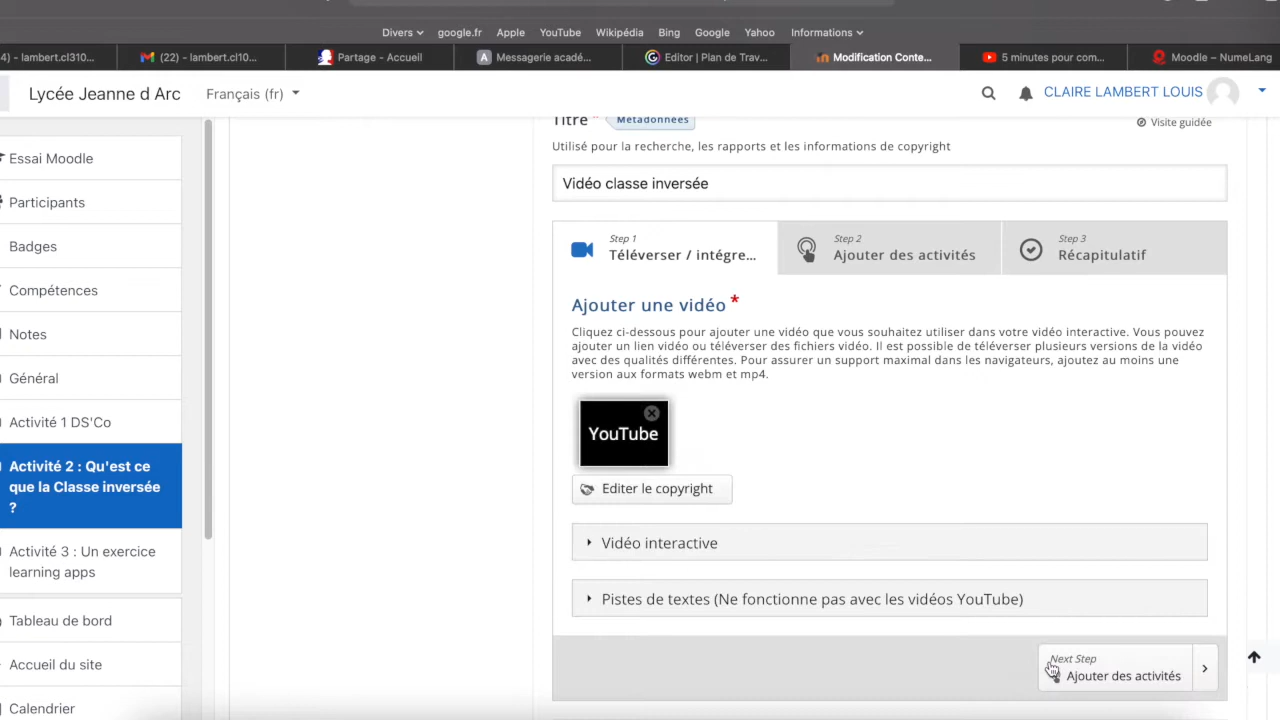 Divers google.fr Apple YouTube Wikipédia Bing Google Yahoo Informations
4) - lambert.cl310... (22) - lambert.cl10... Partage - Accueil Messagerie acadé... Editor | Plan de Trav... Modification Conte... 5 minutes pour com... Moodle – NumeLang
Lycée Jeanne d Arc Français (fr) CLAIRE LAMBERT LOUIS
Essai Moodle
Participants
Badges
Compétences
Notes
Général
Activité 1 DS'Co
Activité 2 : Qu'est ce
que la Classe inversée
?
Activité 3 : Un exercice
learning apps
Tableau de bord
Accueil du site
Calendrier
Titre * Métadonnées
Visite guidée
Utilisé pour la recherche, les rapports et les informations de copyright
Vidéo classe inversée
Step 1
Téléverser / intégre...
Step 2
Ajouter des activités
Step 3
Récapitulatif
Ajouter une vidéo *
Cliquez ci-dessous pour ajouter une vidéo que vous souhaitez utiliser dans votre vidéo interactive. Vous pouvez
ajouter un lien vidéo ou téléverser des fichiers vidéo. Il est possible de téléverser plusieurs versions de la vidéo
avec des qualités différentes. Pour assurer un support maximal dans les navigateurs, ajoutez au moins une
version aux formats webm et mp4.
YouTube
Editer le copyright
Vidéo interactive
Pistes de textes (Ne fonctionne pas avec les vidéos YouTube)
Next Step
Ajouter des activités